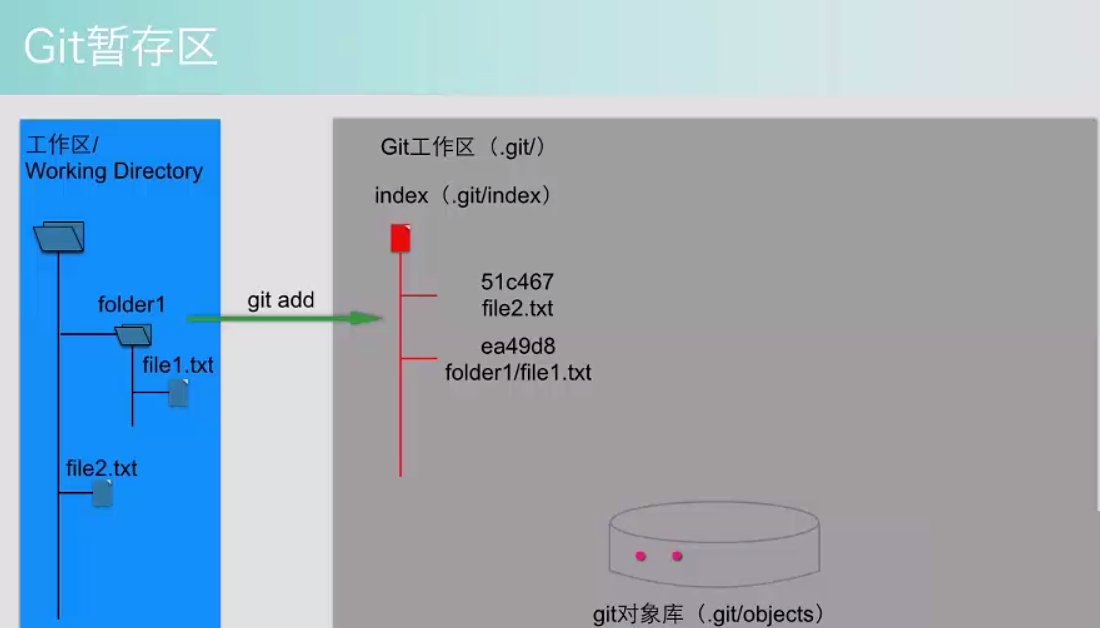 Git暂存区
工作区/
Working Directory
folder1
file1.txt
file2.txt
git add
Git工作区（.git/）
index（.git/index）
51c467
file2.txt
ea49d8
folder1/file1.txt
git对象库（.git/objects）